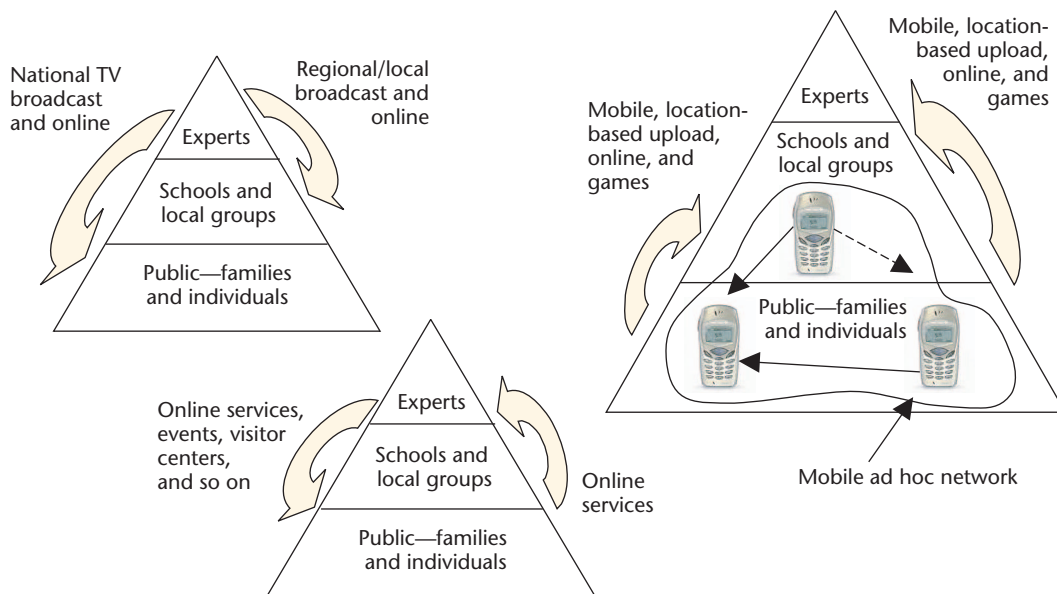 National TV
broadcast
and online
Regional/local
broadcast and
online
Experts
Schools and
local groups
Public—families
and individuals
Online services,
events, visitor
centers,
and so on
Experts
Schools and
local groups
Public—families
and individuals
Online
services
Mobile, location-
based upload,
online, and
games
Mobile, location-
based upload,
online, and
games
Experts
Schools and
local groups
Public—families
and individuals
Mobile ad hoc network